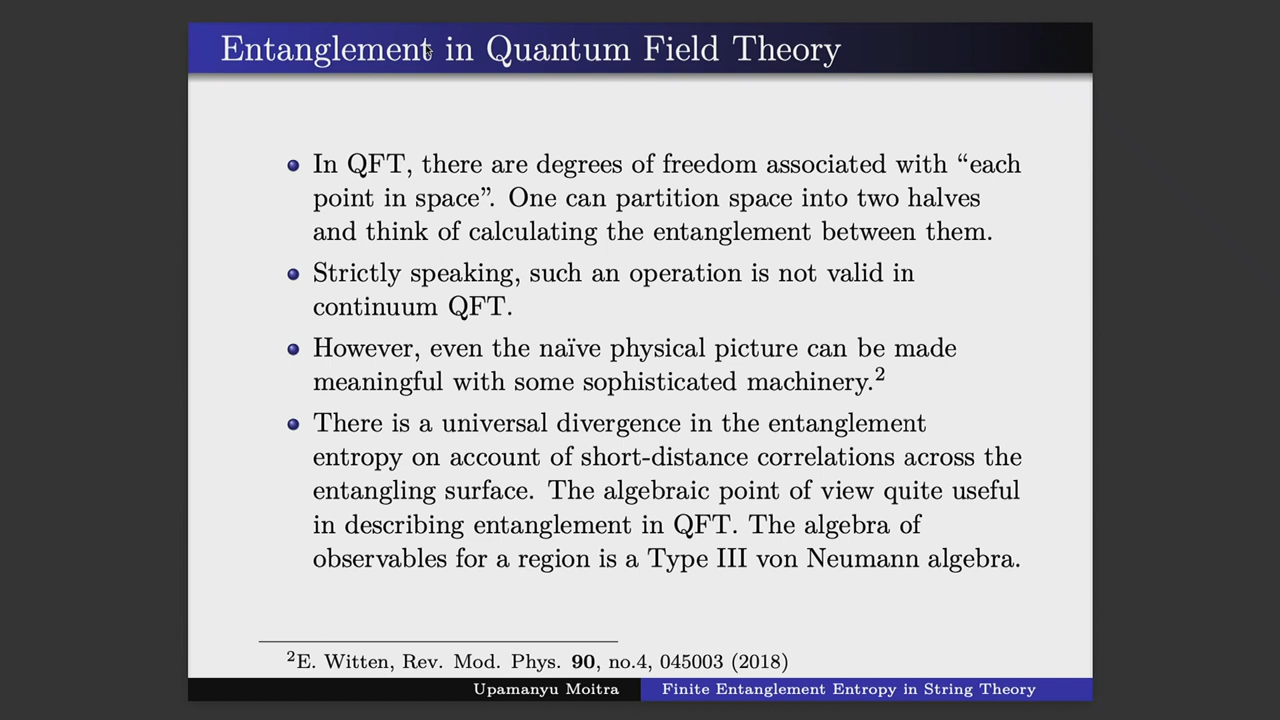 Entanglement in Quantum Field Theory
In QFT, there are degrees of freedom associated with “each
point in space”. One can partition space into two halves
and think of calculating the entanglement between them.
Strictly speaking, such an operation is not valid in
continuum QFT.
However, even the naïve physical picture can be made
meaningful with some sophisticated machinery.²
There is a universal divergence in the entanglement
entropy on account of short-distance correlations across the
entangling surface. The algebraic point of view quite useful
in describing entanglement in QFT. The algebra of
observables for a region is a Type III von Neumann algebra.
²E. Witten, Rev. Mod. Phys. 90, no.4, 045003 (2018)
Upamanyu Moitra
Finite Entanglement Entropy in String Theory